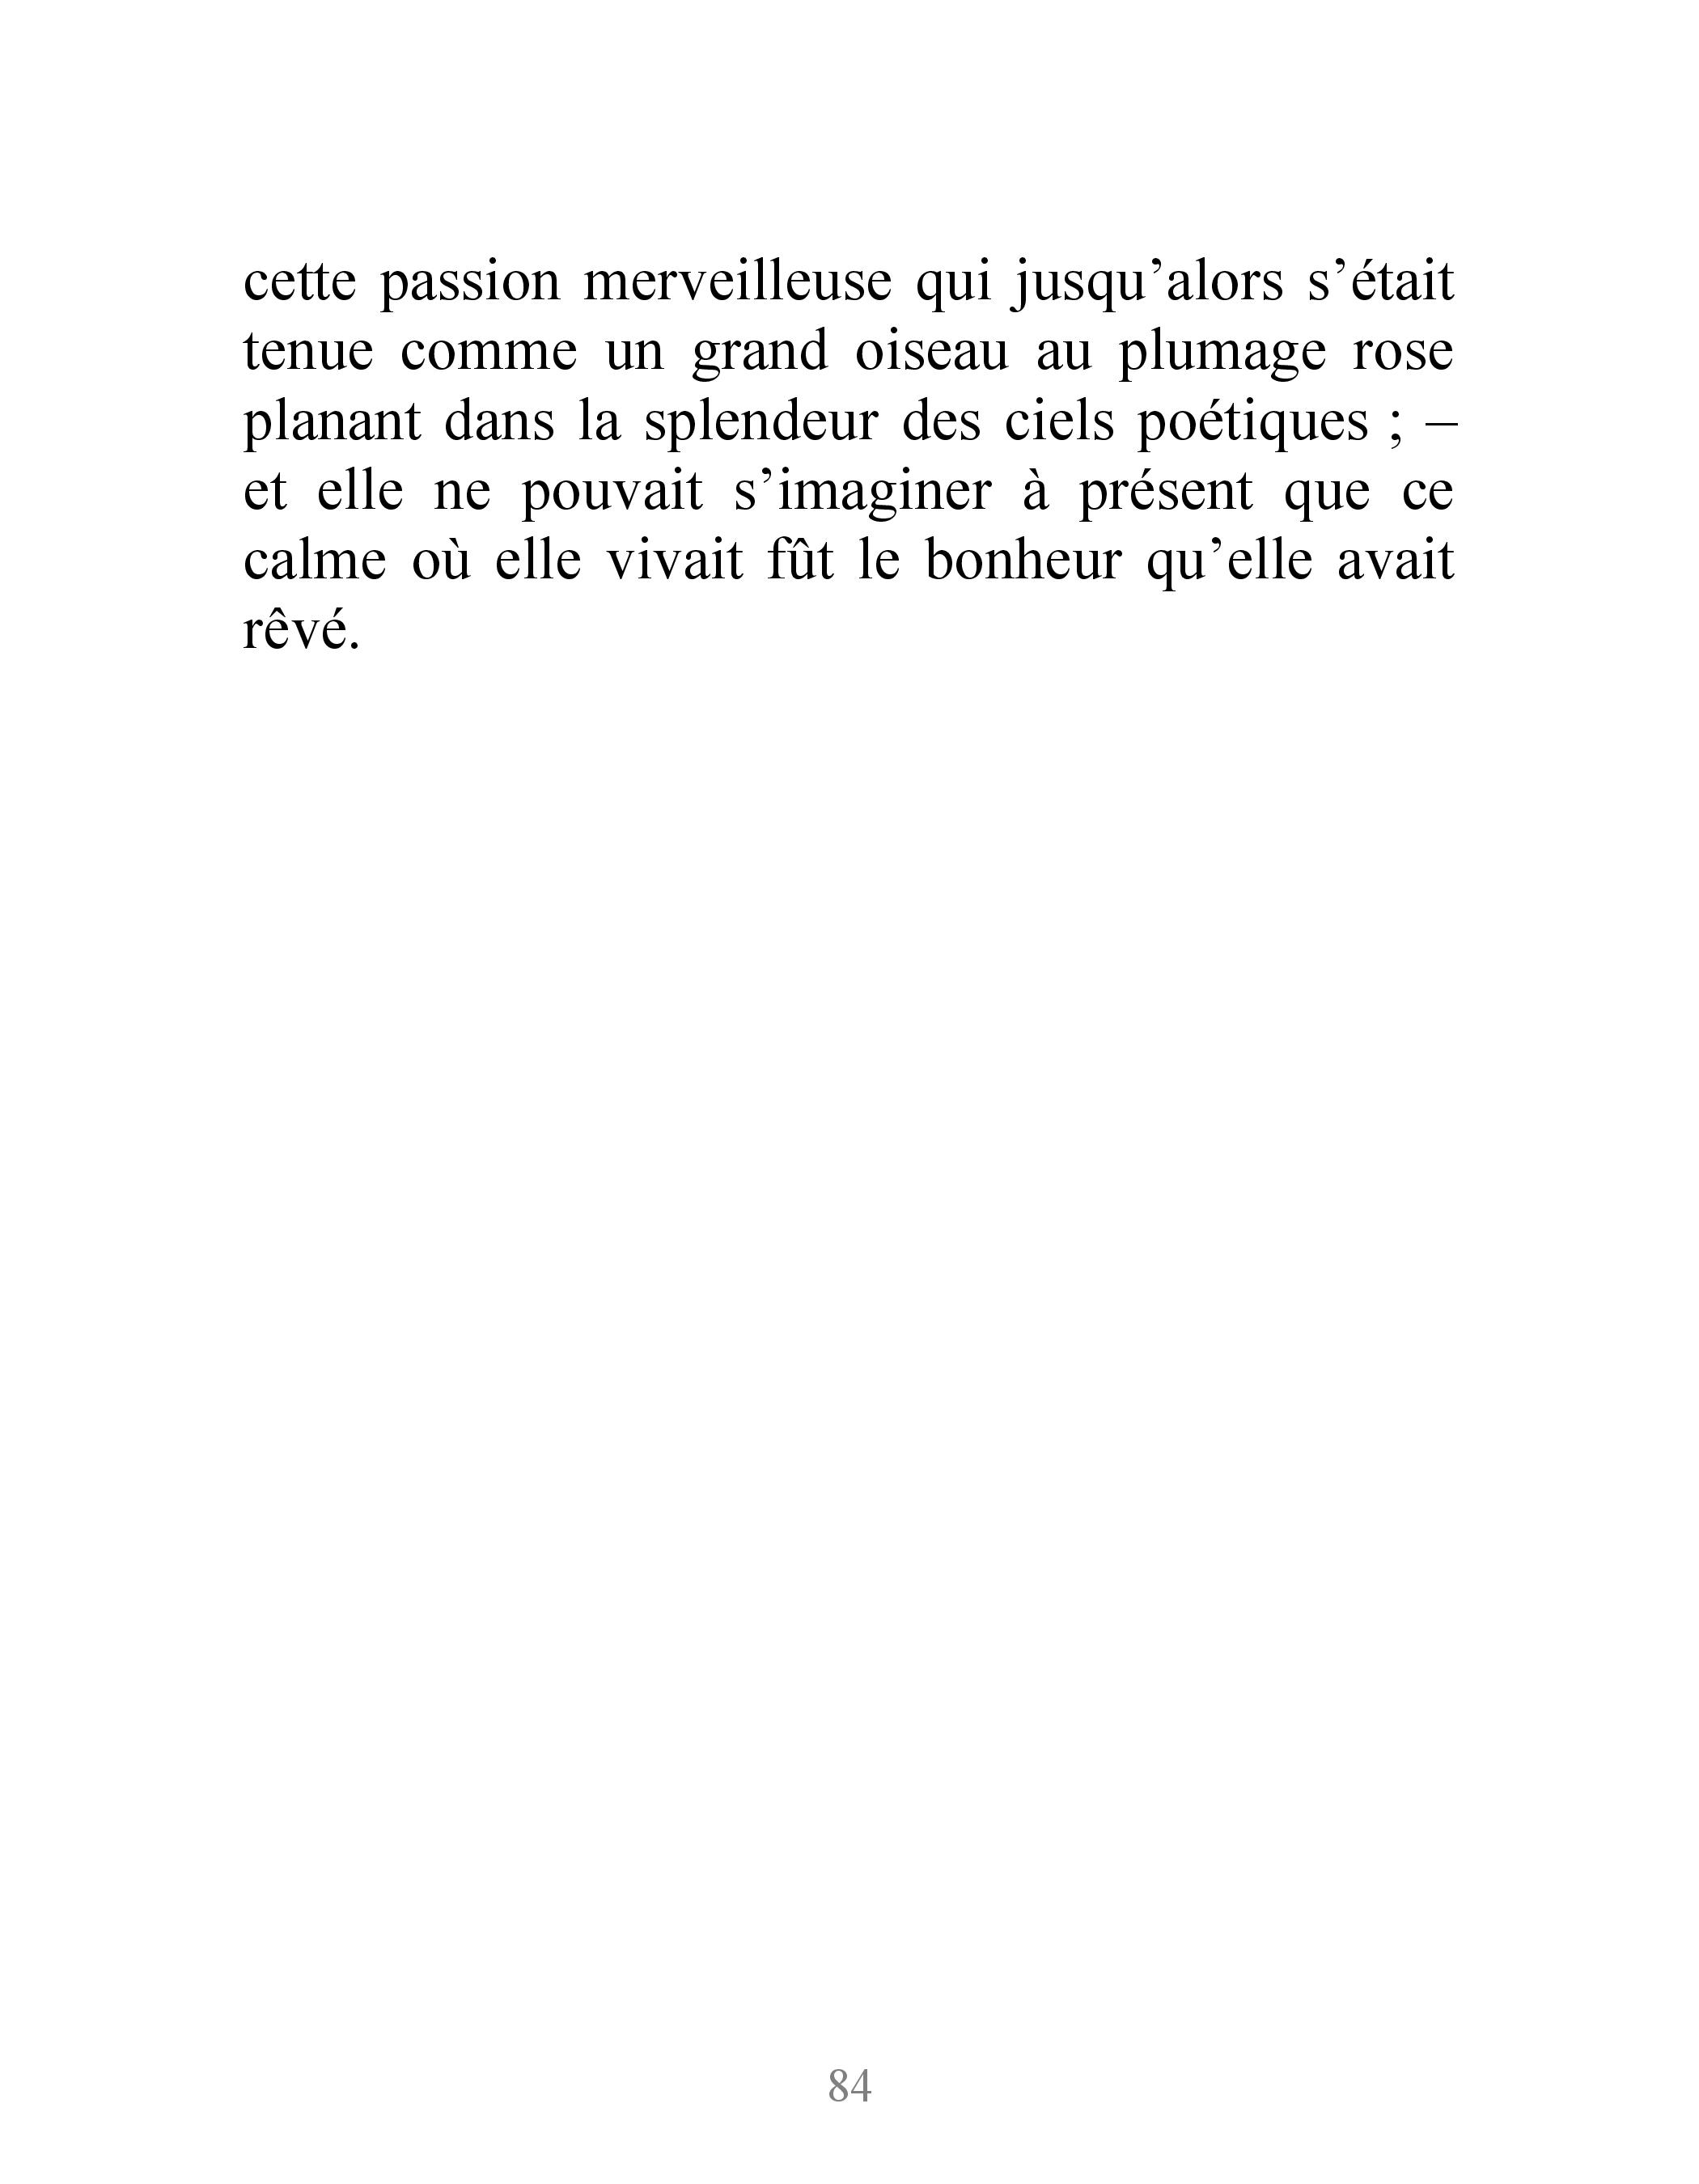 cette passion merveilleuse qui jusqu’alors s’était
tenue comme un grand oiseau au plumage rose
planant dans la splendeur des ciels poétiques ; –
et elle ne pouvait s’imaginer à présent que ce
calme où elle vivait fût le bonheur qu’elle avait
rêvé.
84